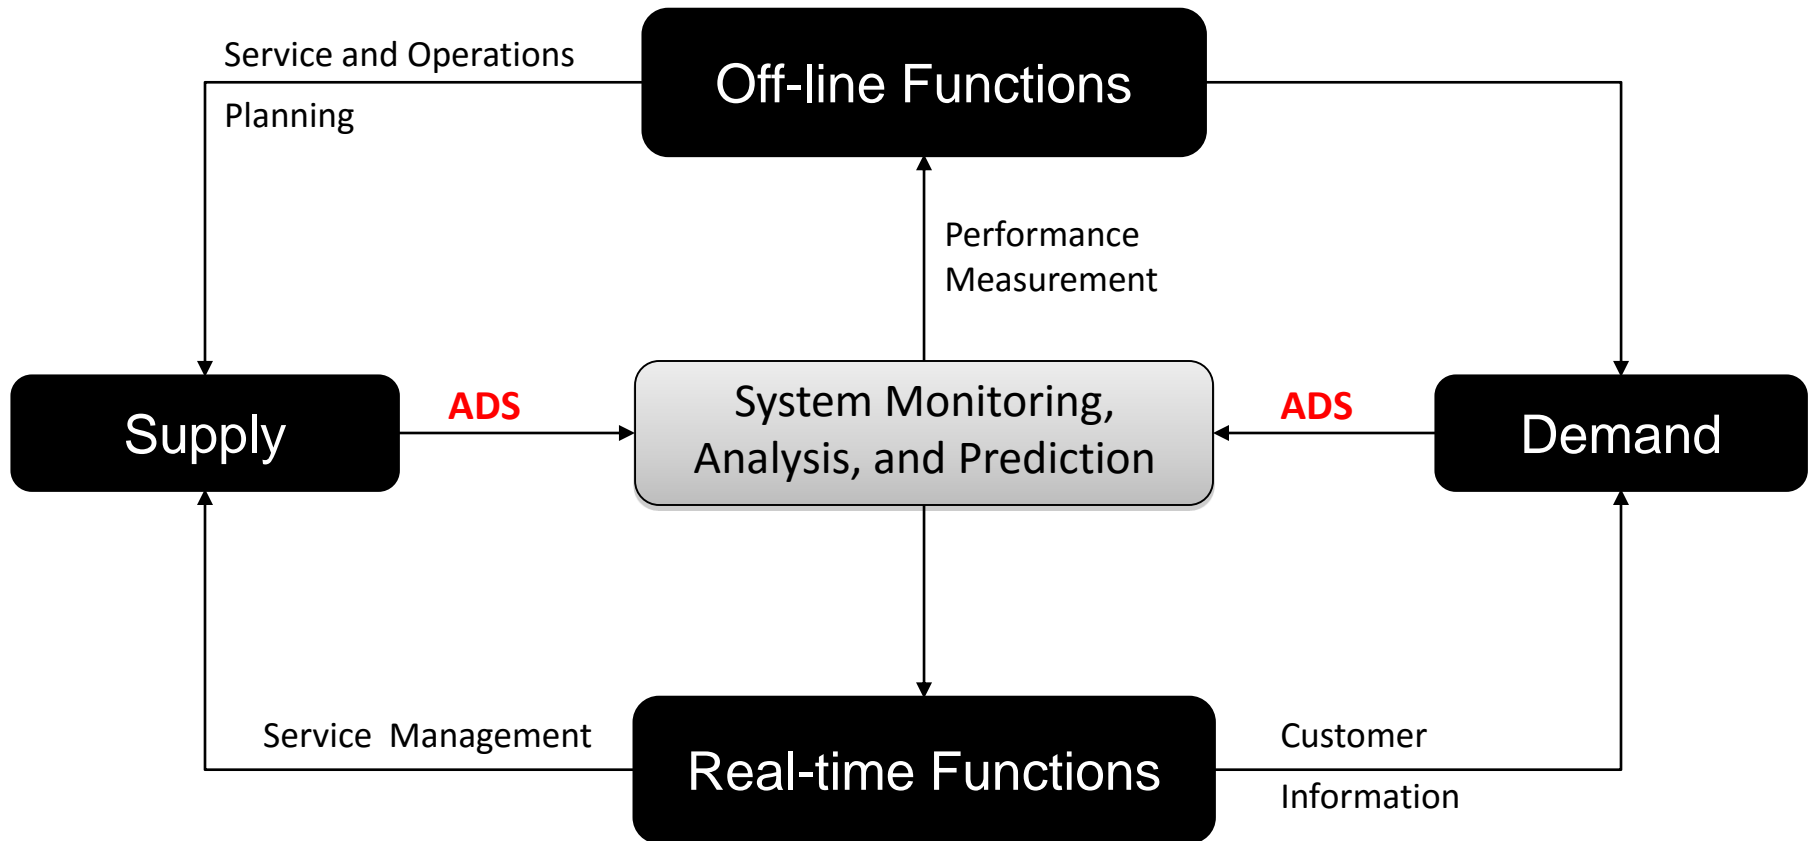 Service and Operations
Planning
Off-line Functions
Performance
Measurement
Supply
ADS
System Monitoring,
Analysis, and Prediction
ADS
Demand
Service  Management
Real-time Functions
Customer
Information